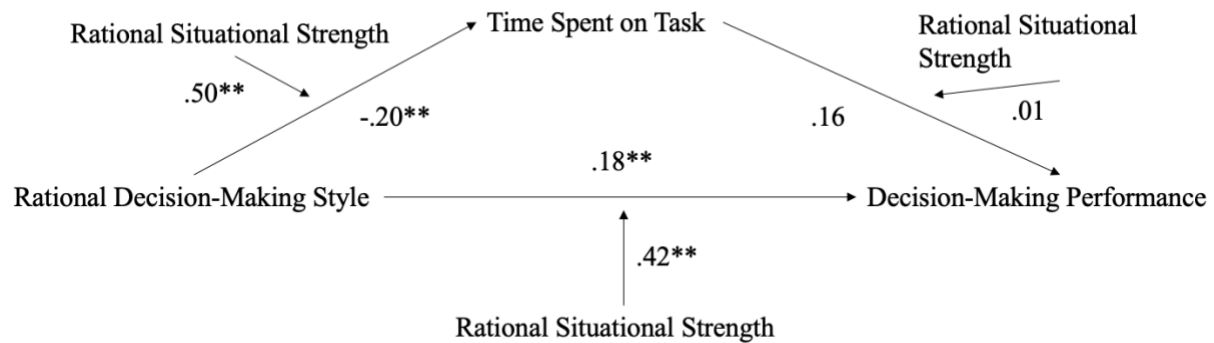 Rational Situational Strength
Time Spent on Task
Rational Situational
Strength
.50**
-.20**
.16
.01
.18**
Rational Decision-Making Style
Decision-Making Performance
.42**
Rational Situational Strength